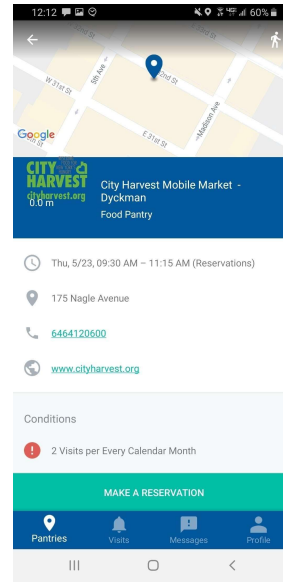 12:12
60%
W 31st St
5th Ave
2nd St
E 31st St
Madison Ave
Google
CITY
HARVEST
cityharvest.org
0.0 m
City Harvest Mobile Market -
Dyckman
Food Pantry
Thu, 5/23, 09:30 AM – 11:15 AM (Reservations)
175 Nagle Avenue
6464120600
www.cityharvest.org
Conditions
2 Visits per Every Calendar Month
MAKE A RESERVATION
Pantries
Visits
Messages
Profile